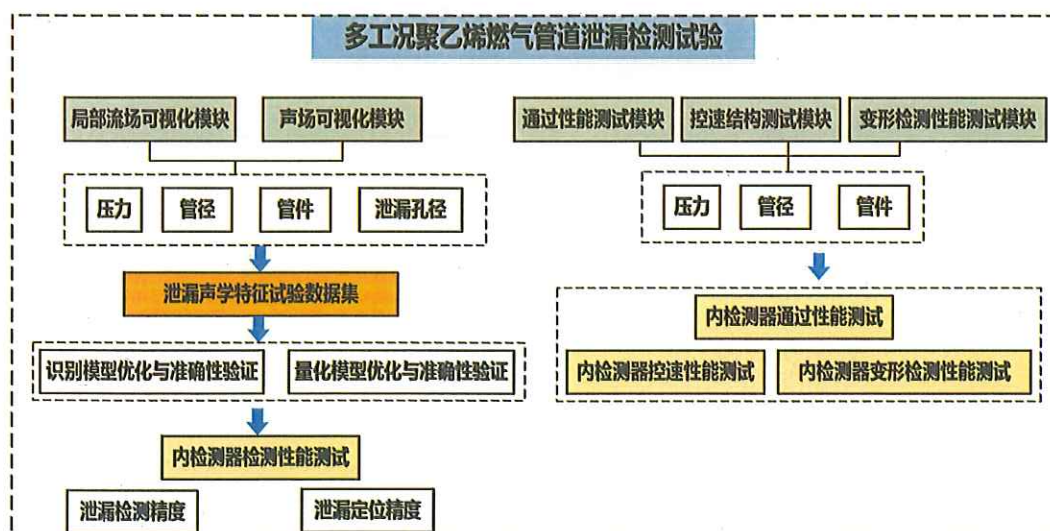 多工况聚乙烯燃气管道泄漏检测试验
局部流场可视化模块 声场可视化模块 通过性能测试模块 控速结构测试模块 变形检测性能测试模块
压力 管径 管件 泄漏孔径 压力 管径 管件
泄漏声学特征试验数据集
内检测器通过性能测试
识别模型优化与准确性验证 量化模型优化与准确性验证 内检测器控速性能测试 内检测器变形检测性能测试
内检测器检测性能测试
泄漏检测精度 泄漏定位精度